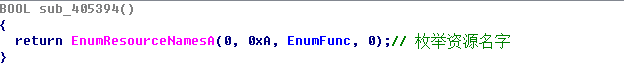 BOOL sub_405394()
{
  return EnumResourceNamesA(0, 0xA, EnumFunc, 0);// 枚举资源名字
}